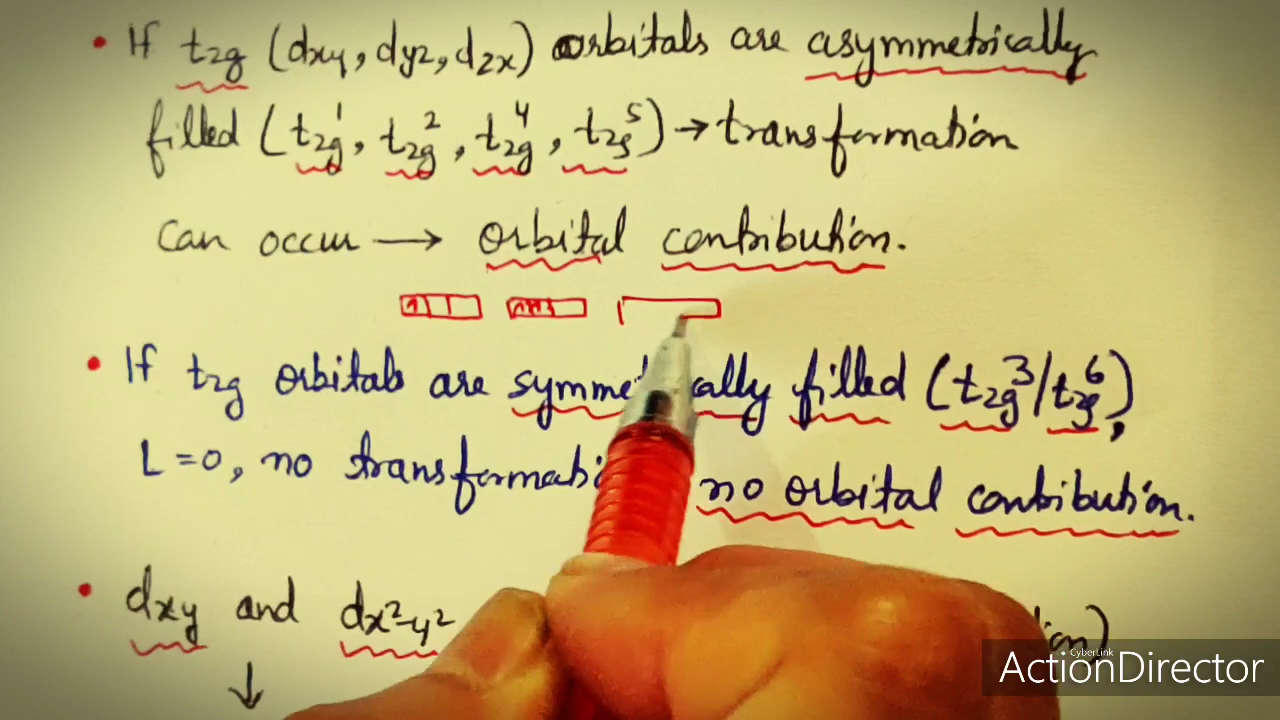 • If t₂g (dxy, dyz, dzx) orbitals are asymmetrically
filled (t₂g¹, t₂g², t₂g⁴, t₂g⁵) → transformation
can occur → orbital contribution.
• If t₂g orbitals are symmetrically filled (t₂g³/t₂g⁶),
L = 0, no no orbital contribution.
• dxy and dx²-y²
↓
CyberLink
ActionDirector